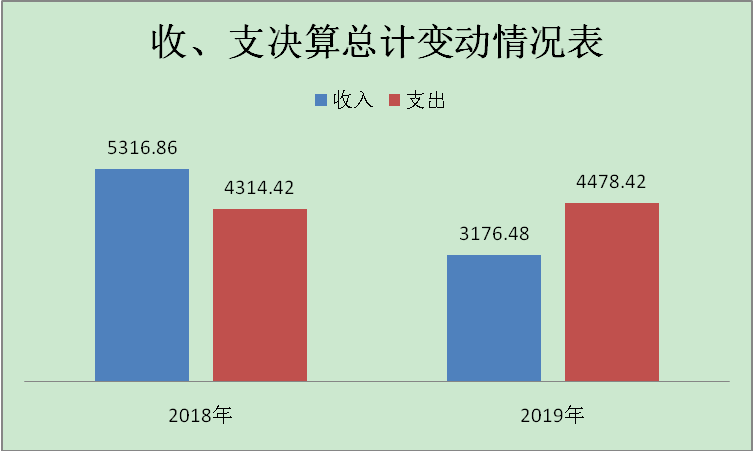 收、支决算总计变动情况表
收入 支出
5316.86
4314.42
3176.48
4478.42
2018年 2019年